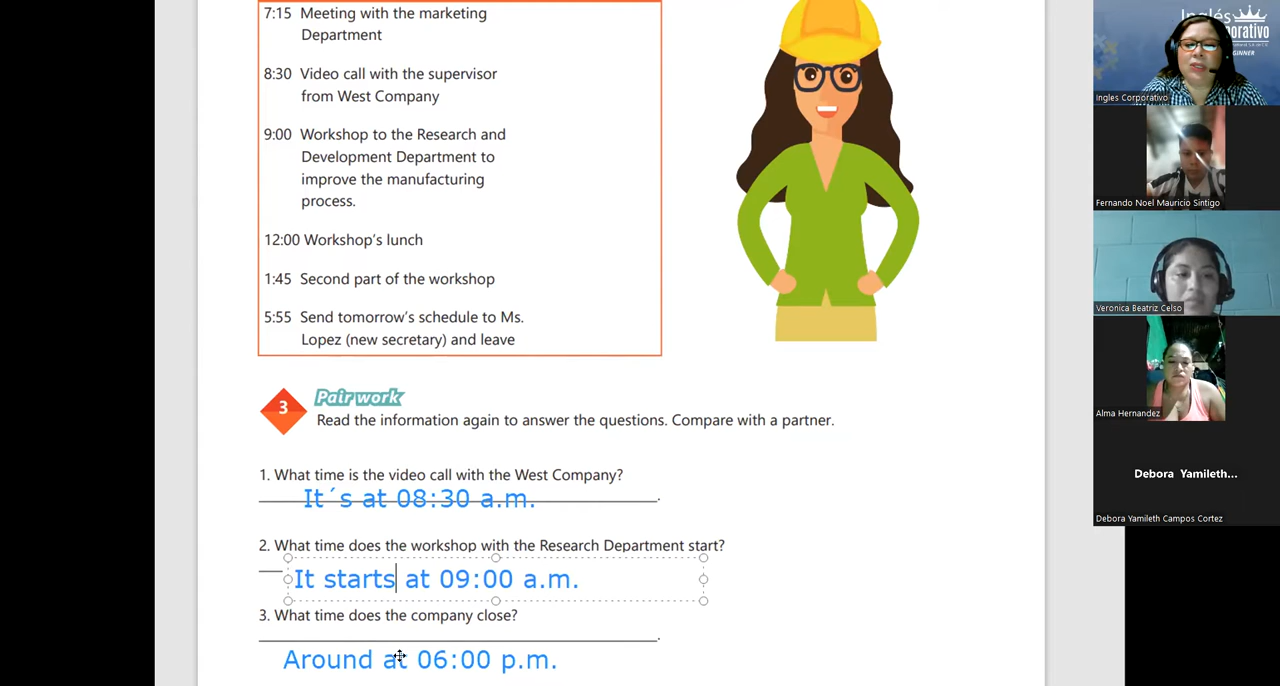 7:15 Meeting with the marketing
Department
8:30 Video call with the supervisor
from West Company
9:00 Workshop to the Research and
Development Department to
improve the manufacturing
process.
12:00 Workshop's lunch
1:45 Second part of the workshop
5:55 Send tomorrow's schedule to Ms.
Lopez (new secretary) and leave
3
Pair work
Read the information again to answer the questions. Compare with a partner.
1. What time is the video call with the West Company?
It´s at 08:30 a.m.
2. What time does the workshop with the Research Department start?
It starts at 09:00 a.m.
3. What time does the company close?
Around at 06:00 p.m.
Inglés
Ingles Corporativo
Fernando Noel Mauricio Sintigo
Veronica Beatriz Celso
Alma Hernandez
Debora Yamileth...
Debora Yamileth Campos Cortez